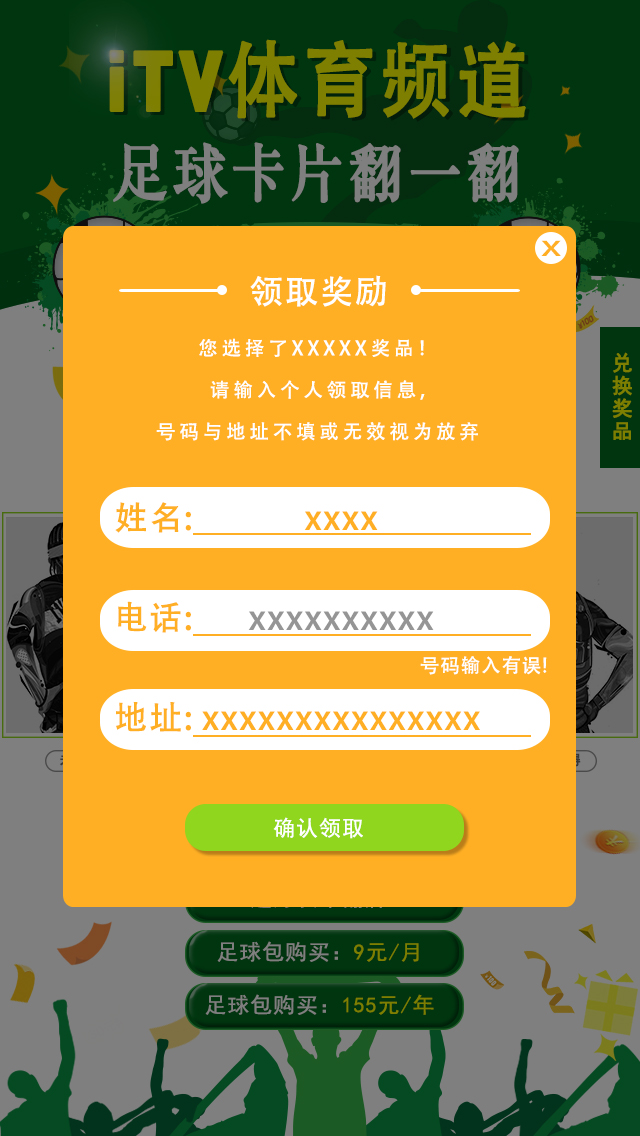 iTV体育频道
足球卡片翻一翻
X
领取奖励
您选择了XXXXX奖品！
请输入个人领取信息,
号码与地址不填或无效视为放弃
兑换奖品
姓名: xxxx
电话: xxxxxxxxxx
号码输入有误!
地址: xxxxxxxxxxxxxxx
确认领取
足球包购买：9元/月
足球包购买：155元/年